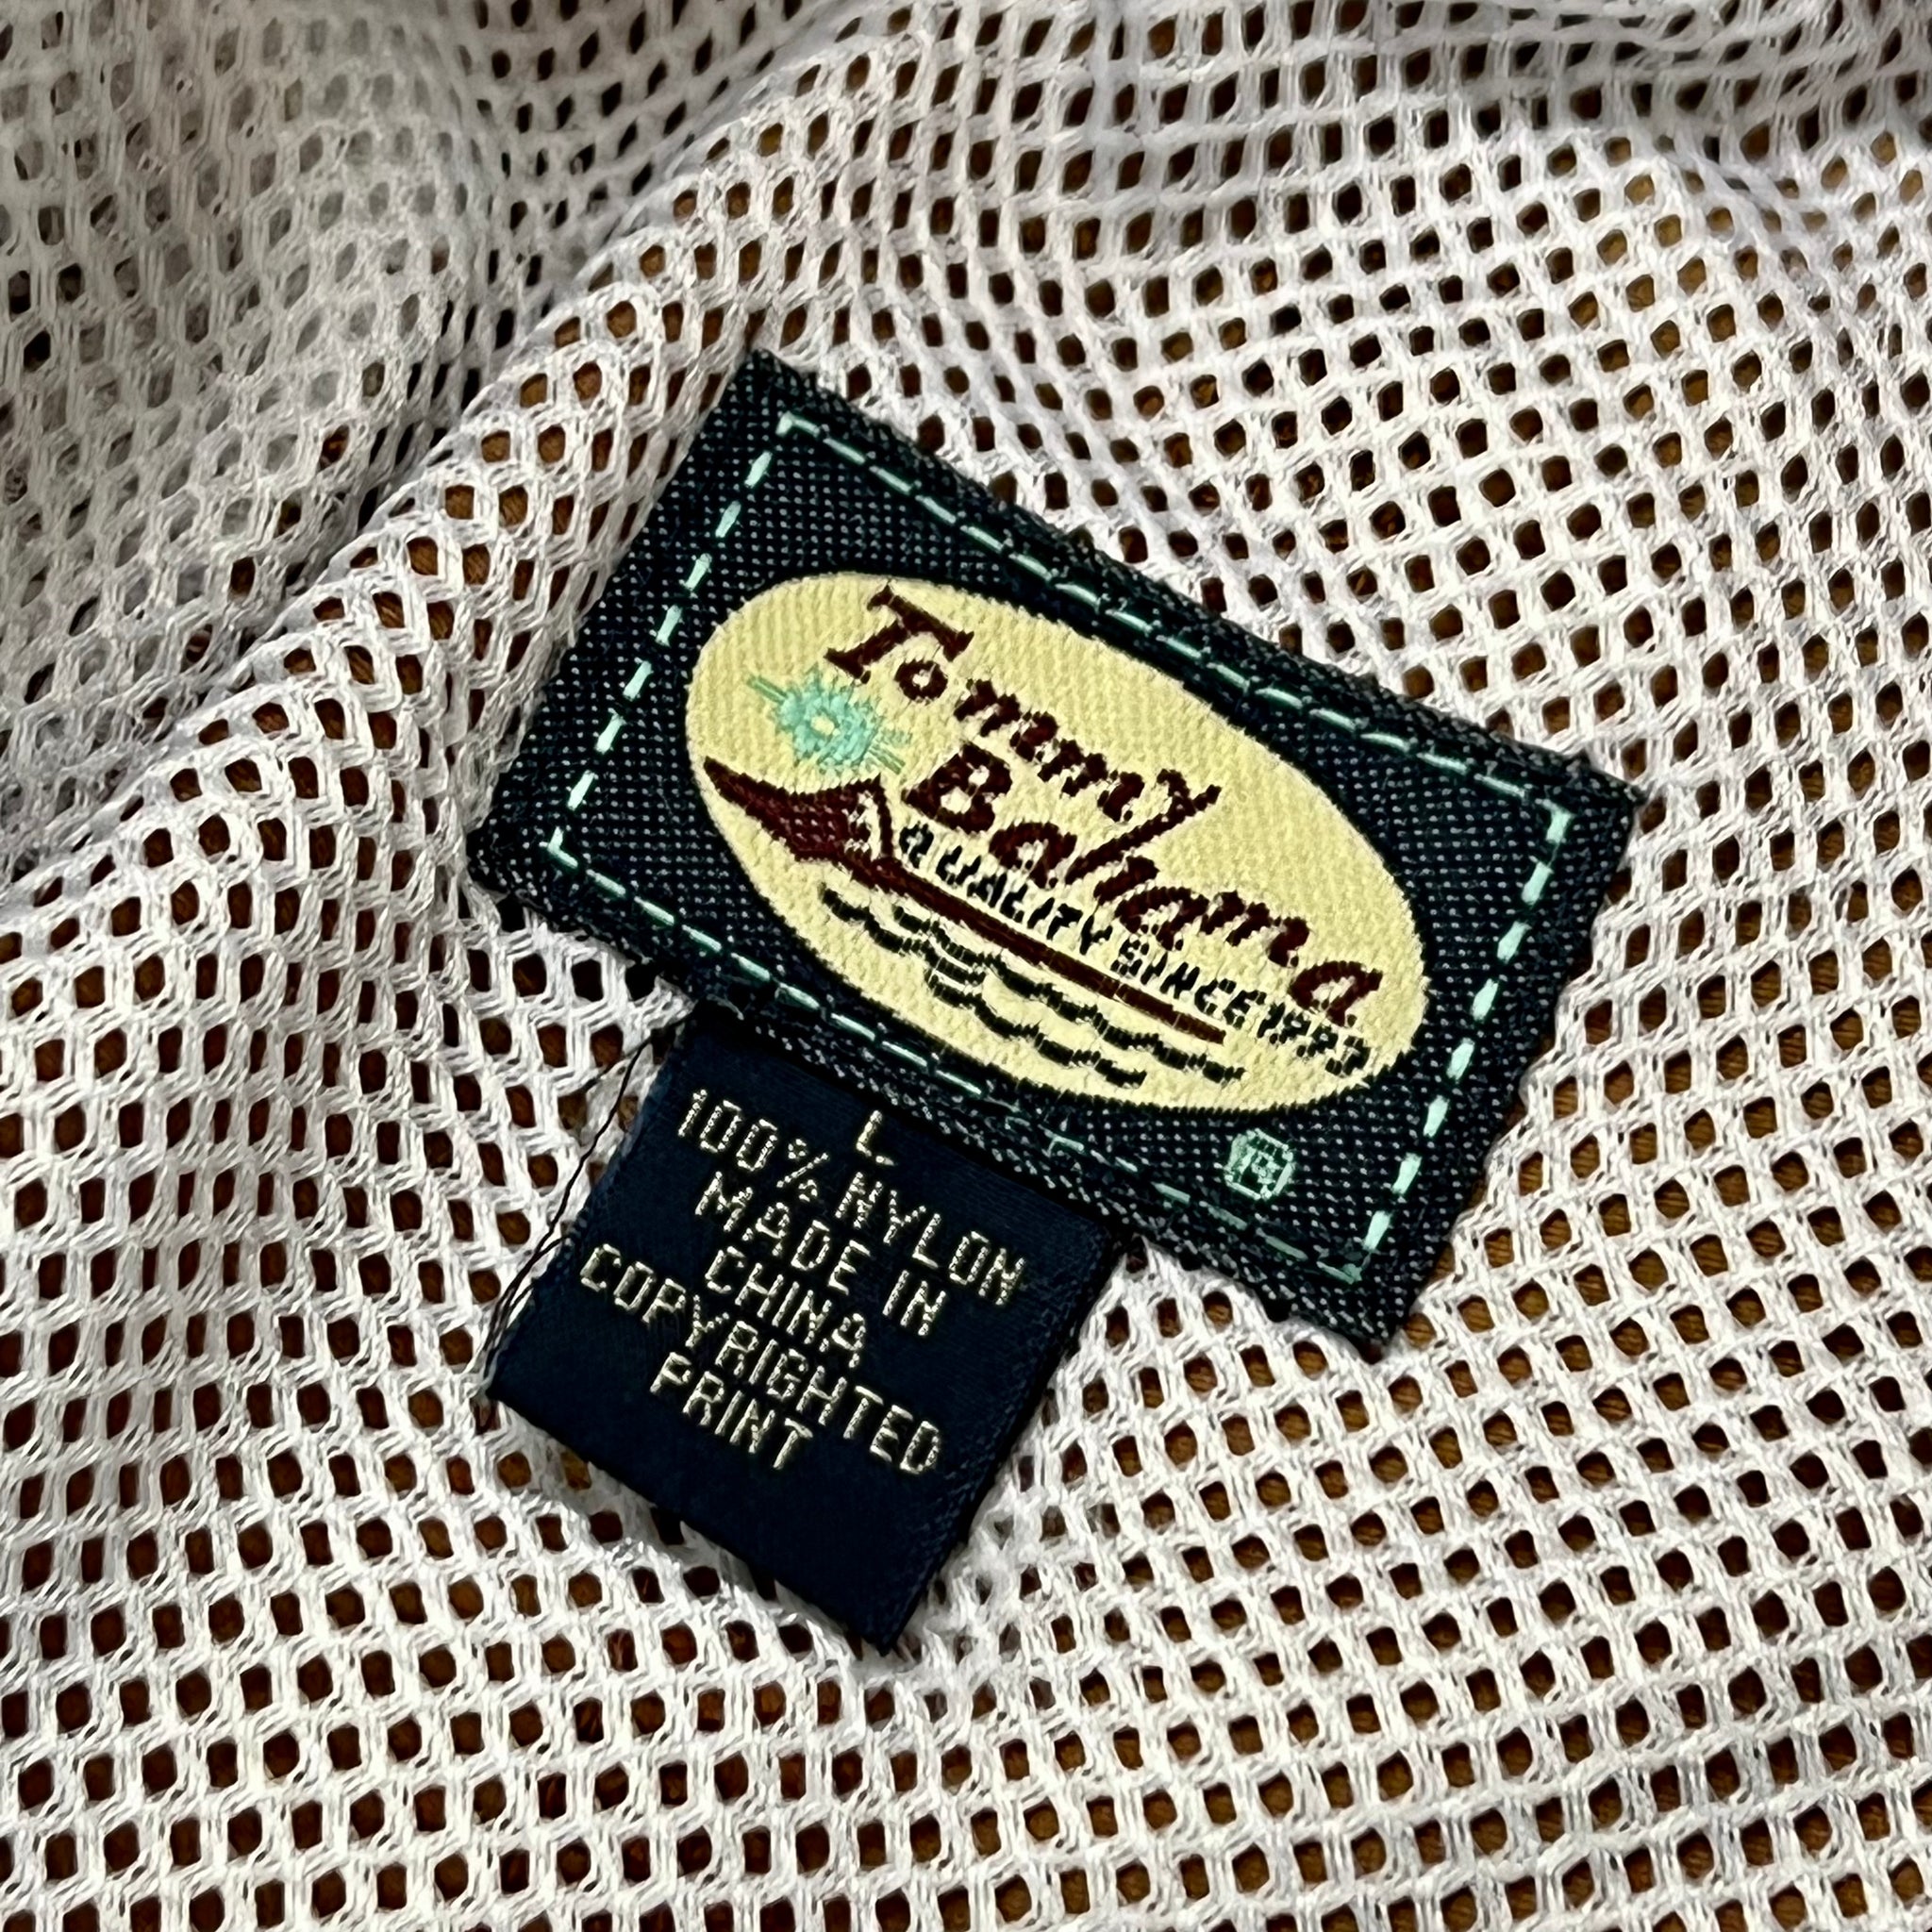 Tommy
Bahama
QUALITY SINCE 1993
®
L
100% NYLON
MADE IN
CHINA
COPYRIGHTED
PRINT